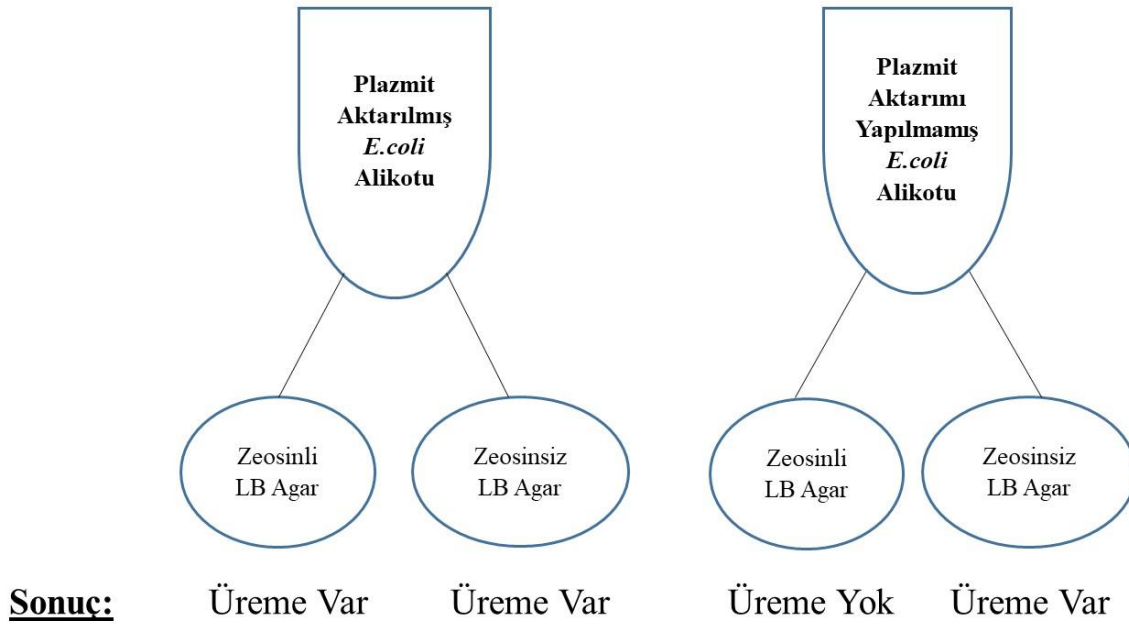 Plazmit
Aktarılmış
E.coli
Alikotu
Plazmit
Aktarımı
Yapılmamış
E.coli
Alikotu
Zeosinli
LB Agar
Zeosinsiz
LB Agar
Zeosinli
LB Agar
Zeosinsiz
LB Agar
Sonuç: Üreme Var Üreme Var Üreme Yok Üreme Var